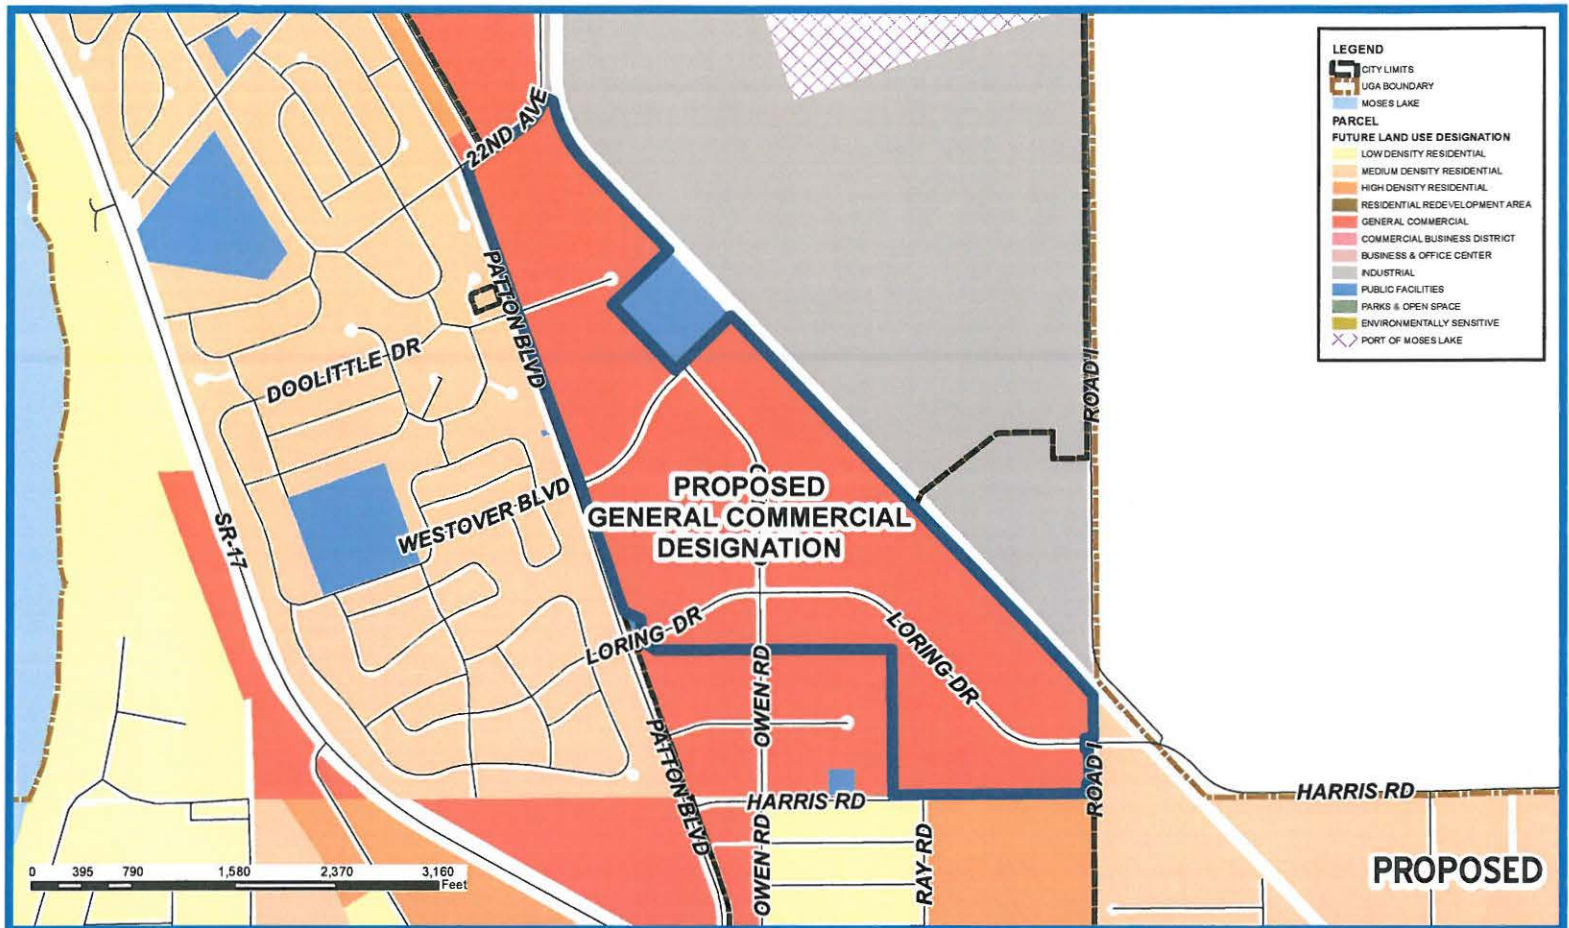 LEGEND
CITY LIMITS
UGA BOUNDARY
MOSES LAKE
PARCEL
FUTURE LAND USE DESIGNATION
LOW DENSITY RESIDENTIAL
MEDIUM DENSITY RESIDENTIAL
HIGH DENSITY RESIDENTIAL
RESIDENTIAL REDEVELOPMENT AREA
GENERAL COMMERCIAL
COMMERCIAL BUSINESS DISTRICT
BUSINESS & OFFICE CENTER
INDUSTRIAL
PUBLIC FACILITIES
PARKS & OPEN SPACE
ENVIRONMENTALLY SENSITIVE
PORT OF MOSES LAKE
22ND AVE
PATTON BLVD
DOOLITTLE DR
ROAD I
SR-17
WESTOVER BLVD
PROPOSED
GENERAL COMMERCIAL
DESIGNATION
LORING DR
LORING DR
OWEN RD
PATTON BLVD
ROAD I
HARRIS RD
HARRIS RD
OWEN RD
RAY RD
PROPOSED
0 395 790 1,580 2,370 3,160
Feet